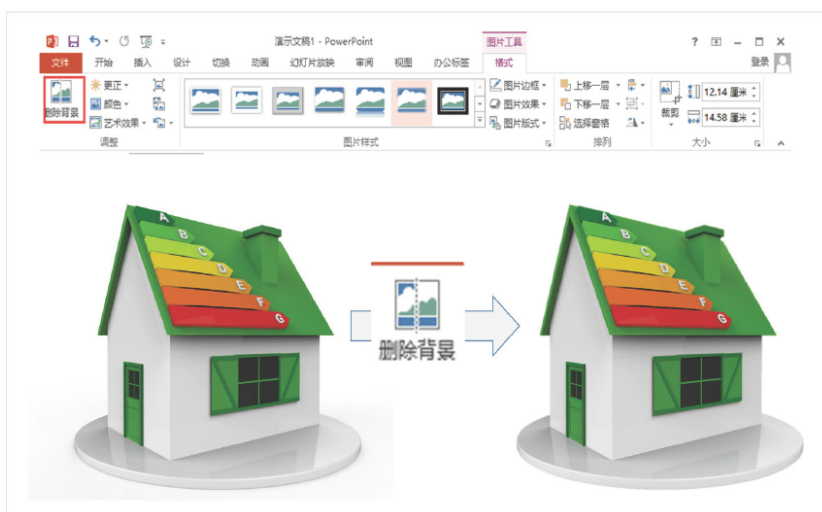 演示文稿1 - PowerPoint
图片工具
?
文件 开始 插入 设计 切换 动画 幻灯片放映 审阅 视图 办公标签 格式 登录
删除背景
更正
颜色
艺术效果
调整
图片样式
图片边框
图片效果
图片版式
上移一层
下移一层
选择窗格
排列
裁剪
12.14 厘米
14.58 厘米
大小
A
B
C
D
E
F
G
删除背景
A
B
C
D
E
F
G